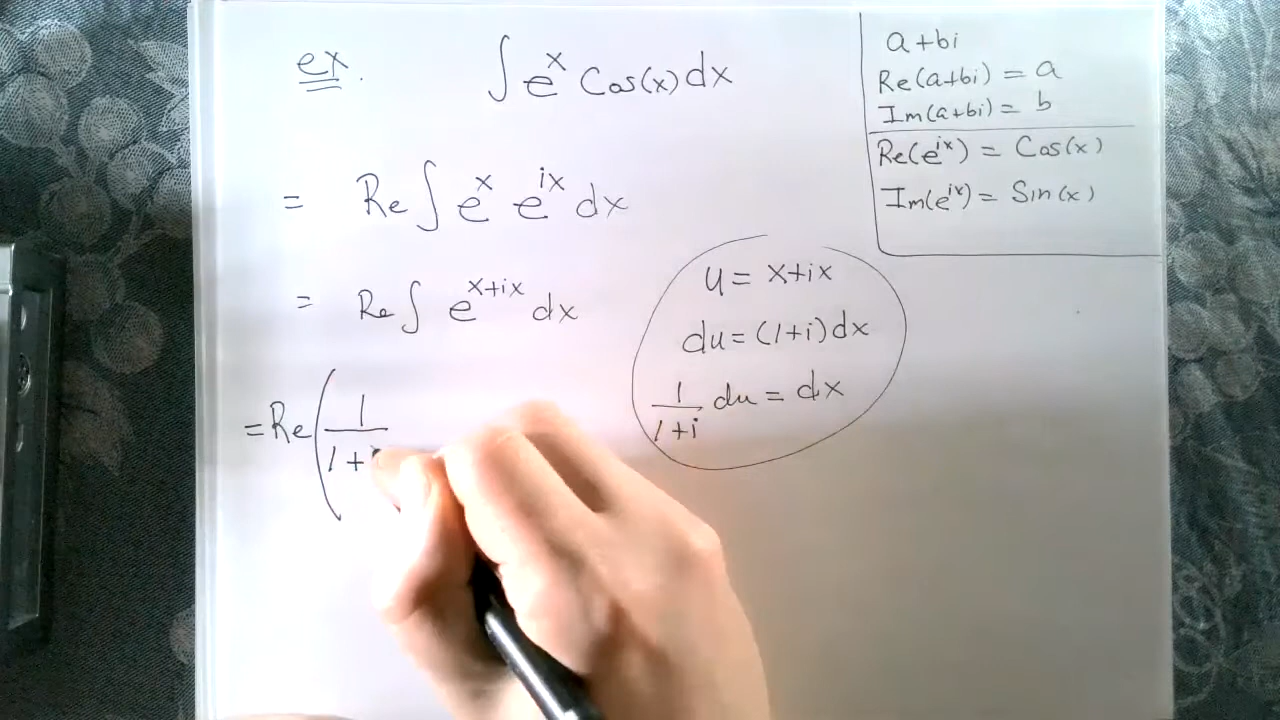 ex. ∫ e^x Cos(x) dx
= Re ∫ e^x e^{ix} dx
= Re ∫ e^{x+ix} dx
= Re( 1/(1+i
u = x+ix
du = (1+i) dx
1/(1+i) du = dx
a+bi
Re(a+bi) = a
Im(a+bi) = b
Re(e^{ix}) = Cos(x)
Im(e^{ix}) = Sin(x)